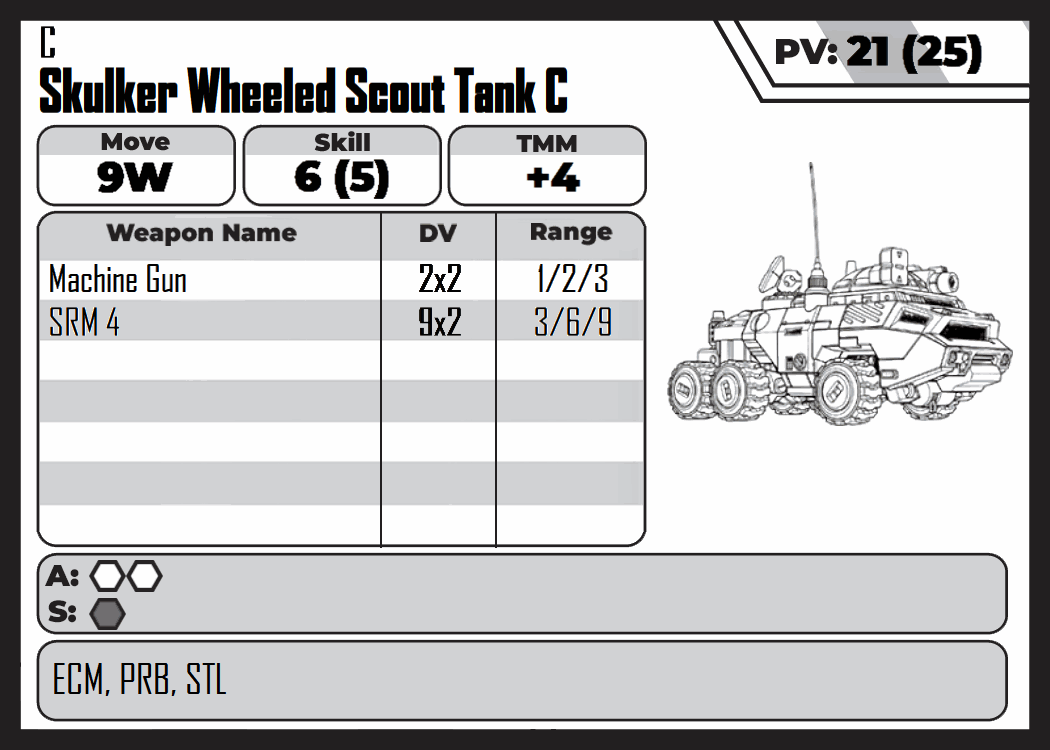 C
PV: 21 (25)
Skulker Wheeled Scout Tank C
Move Skill TMM
9W 6 (5) +4
Weapon Name DV Range
Machine Gun 2x2 1/2/3
SRM 4 9x2 3/6/9
A:
S:
ECM, PRB, STL